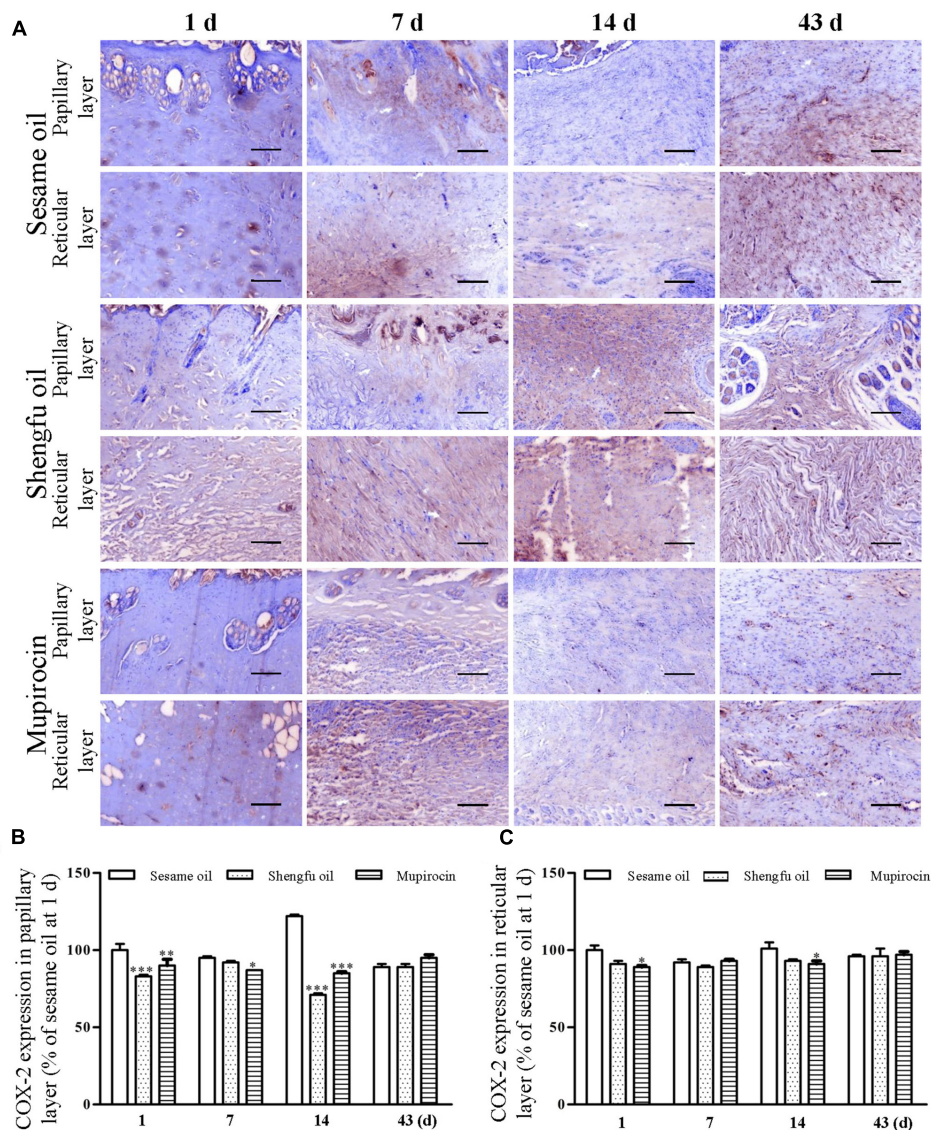 A
1 d 7 d 14 d 43 d
Sesame oil
Papillary
layer
Reticular
layer
Shengfu oil
Papillary
layer
Reticular
layer
Mupirocin
Papillary
layer
Reticular
layer
B
COX-2 expression in papillary
layer (% of sesame oil at 1 d)
150
100
50
0
Sesame oil Shengfu oil Mupirocin
*** ** * *** ***
1 7 14 43 (d)
C
COX-2 expression in reticular
layer (% of sesame oil at 1 d)
150
100
50
0
Sesame oil Shengfu oil Mupirocin
* *
1 7 14 43 (d)